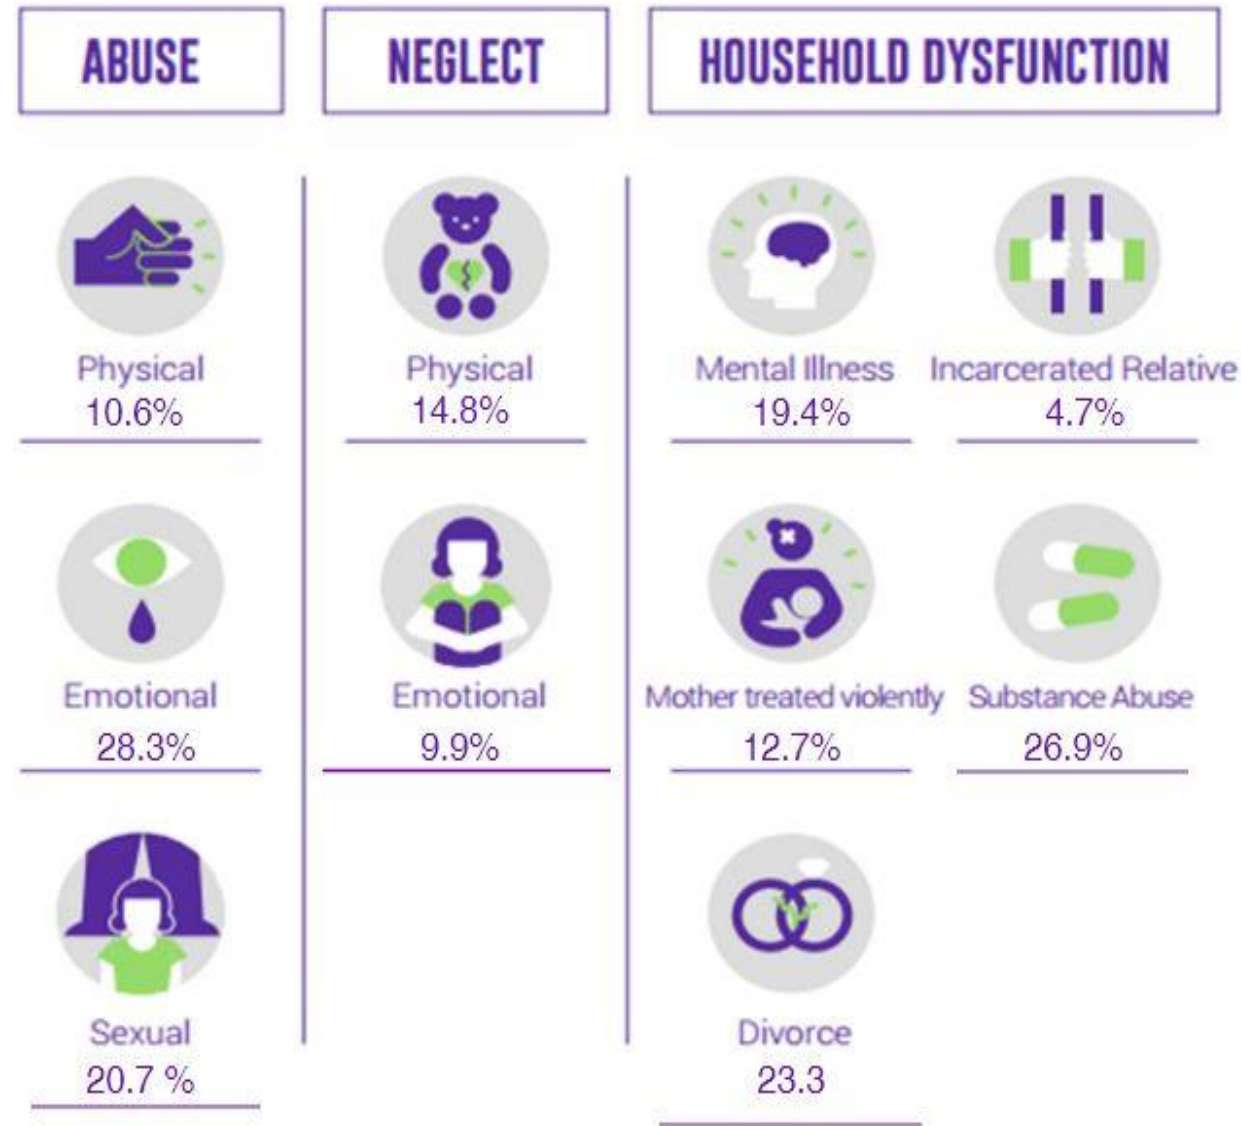 ABUSE
NEGLECT
HOUSEHOLD DYSFUNCTION
Physical
10.6%
Emotional
28.3%
Sexual
20.7 %
Physical
14.8%
Emotional
9.9%
Mental Illness
19.4%
Incarcerated Relative
4.7%
Mother treated violently
12.7%
Substance Abuse
26.9%
Divorce
23.3